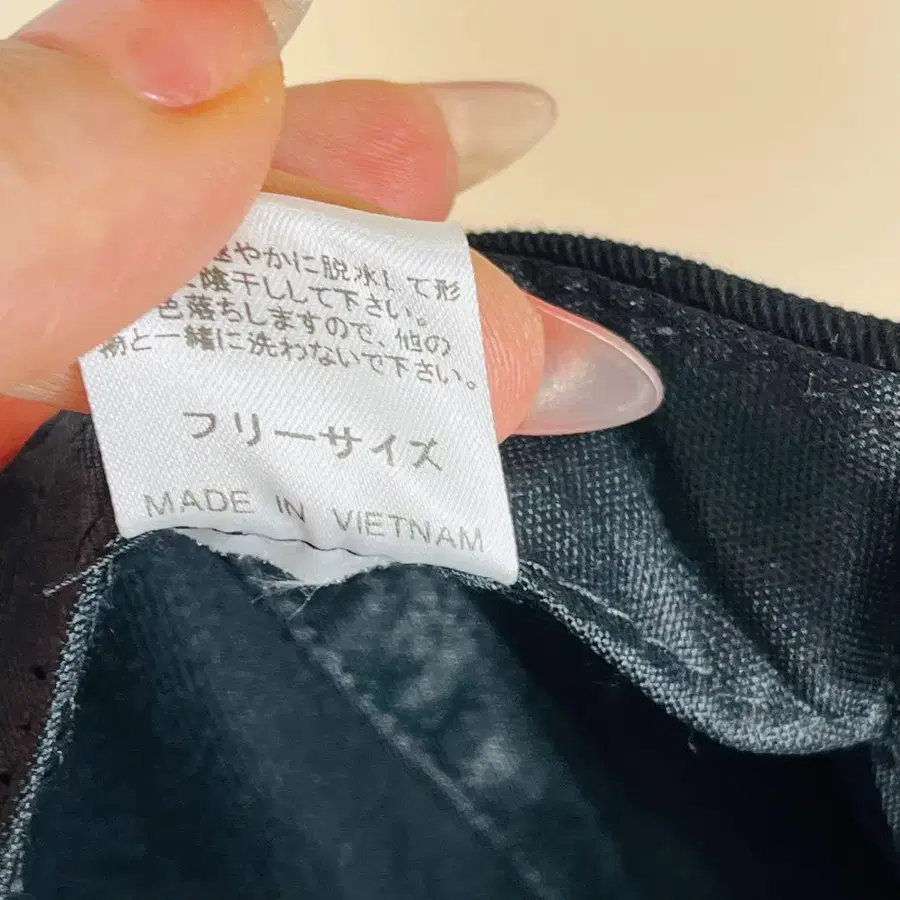 速やかに脱水して形
陰干しして下さい。
色落ちしますので、他の
物と一緒に洗わないで下さい。
フリーサイズ
MADE IN VIETNAM